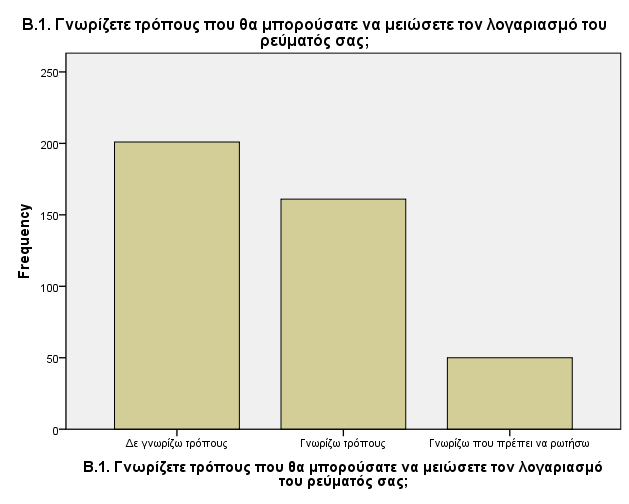 B.1. Γνωρίζετε τρόπους που θα μπορούσατε να μειώσετε τον λογαριασμό του
ρεύματός σας;
250
200
150
100
50
0
Frequency
Δε γνωρίζω τρόπους
Γνωρίζω τρόπους
Γνωρίζω που πρέπει να ρωτήσω
B.1. Γνωρίζετε τρόπους που θα μπορούσατε να μειώσετε τον λογαριασμό
του ρεύματός σας;